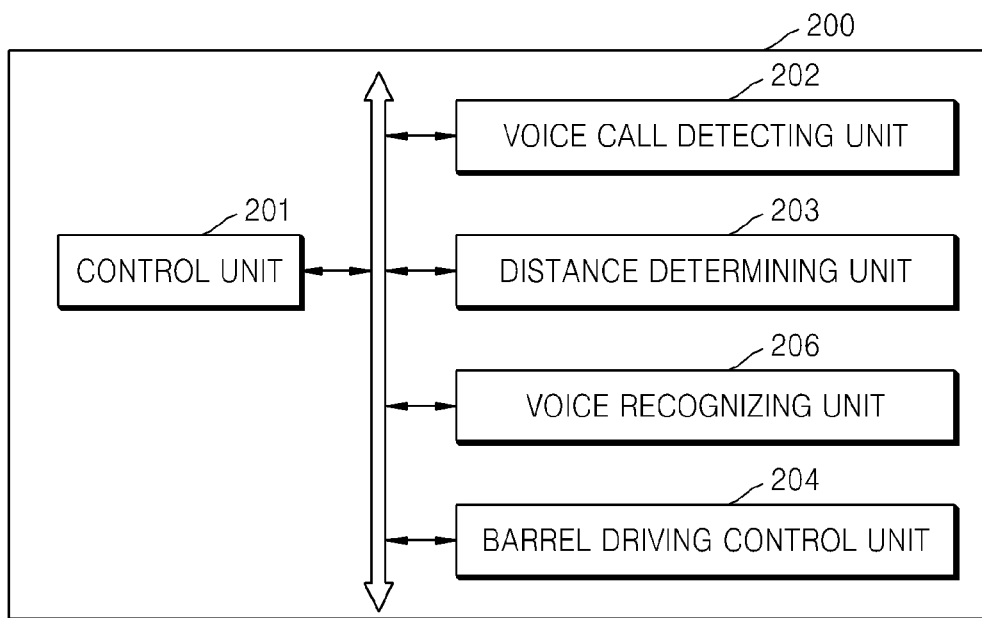 200
202
VOICE CALL DETECTING UNIT
201
CONTROL UNIT
203
DISTANCE DETERMINING UNIT
206
VOICE RECOGNIZING UNIT
204
BARREL DRIVING CONTROL UNIT